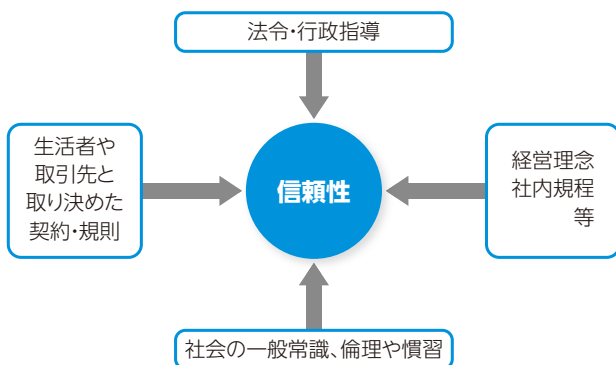 法令・行政指導
生活者や
取引先と
取り決めた
契約・規則
信頼性
経営理念
社内規程
等
社会の一般常識、倫理や慣習